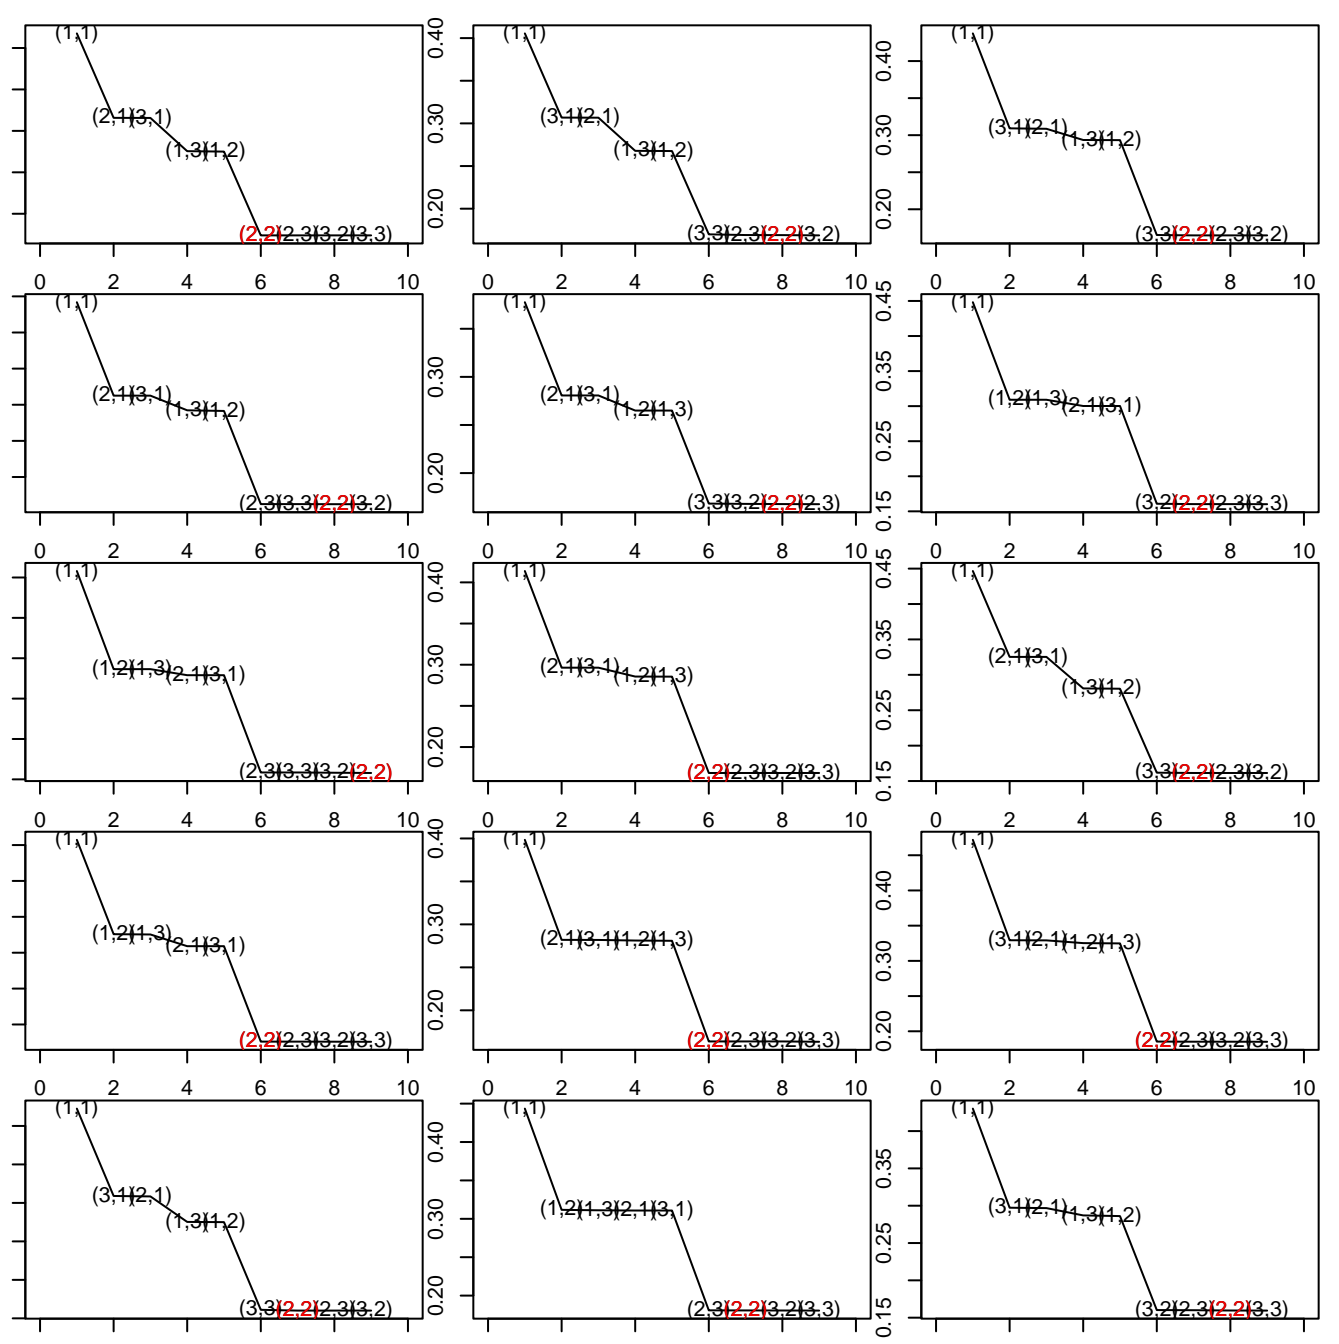 (1,1) (2,1) (3,1) (1,3) (1,2) (2,2) (2,3) (3,2) (3,3)
0.20 0.30 0.40
(1,1) (3,1) (2,1) (1,3) (1,2) (3,3) (2,3) (2,2) (3,2)
0.20 0.30 0.40
(1,1) (3,1) (2,1) (1,3) (1,2) (3,3) (2,2) (2,3) (3,2)
0 2 4 6 8 10
0 2 4 6 8 10
0 2 4 6 8 10
(1,1) (2,1) (3,1) (1,3) (1,2) (2,3) (3,3) (2,2) (3,2)
0.20 0.30
(1,1) (2,1) (3,1) (1,2) (1,3) (3,3) (3,2) (2,2) (2,3)
0.15 0.25 0.35 0.45
(1,1) (1,2) (1,3) (2,1) (3,1) (3,2) (2,2) (2,3) (3,3)
0 2 4 6 8 10
0 2 4 6 8 10
0 2 4 6 8 10
(1,1) (1,2) (1,3) (2,1) (3,1) (2,3) (3,3) (3,2) (2,2)
0.20 0.30 0.40
(1,1) (2,1) (3,1) (1,2) (1,3) (2,2) (2,3) (3,2) (3,3)
0.15 0.25 0.35 0.45
(1,1) (2,1) (3,1) (1,3) (1,2) (3,3) (2,2) (2,3) (3,2)
0 2 4 6 8 10
0 2 4 6 8 10
0 2 4 6 8 10
(1,1) (1,2) (1,3) (2,1) (3,1) (2,2) (2,3) (3,2) (3,3)
0.20 0.30 0.40
(1,1) (2,1) (3,1) (1,2) (1,3) (2,2) (2,3) (3,2) (3,3)
0.20 0.30 0.40
(1,1) (3,1) (2,1) (1,2) (1,3) (2,2) (2,3) (3,2) (3,3)
0 2 4 6 8 10
0 2 4 6 8 10
0 2 4 6 8 10
(1,1) (3,1) (2,1) (1,3) (1,2) (3,3) (2,2) (2,3) (3,2)
0.20 0.30 0.40
(1,1) (1,2) (1,3) (2,1) (3,1) (2,3) (2,2) (3,2) (3,3)
0.15 0.25 0.35
(1,1) (3,1) (2,1) (1,3) (1,2) (3,2) (2,3) (2,2) (3,3)